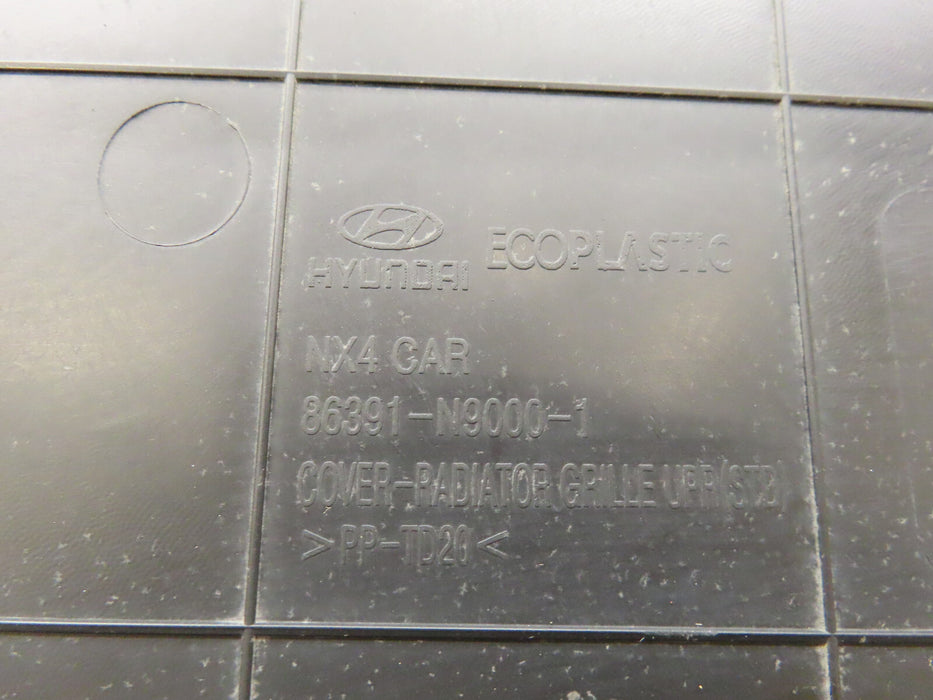 HYUNDAI ECOPLASTIC
NX4 CAR
86391-N9000-1
COVER-RADIATOR GRILLE UPR(STD)
>PP-TD20<